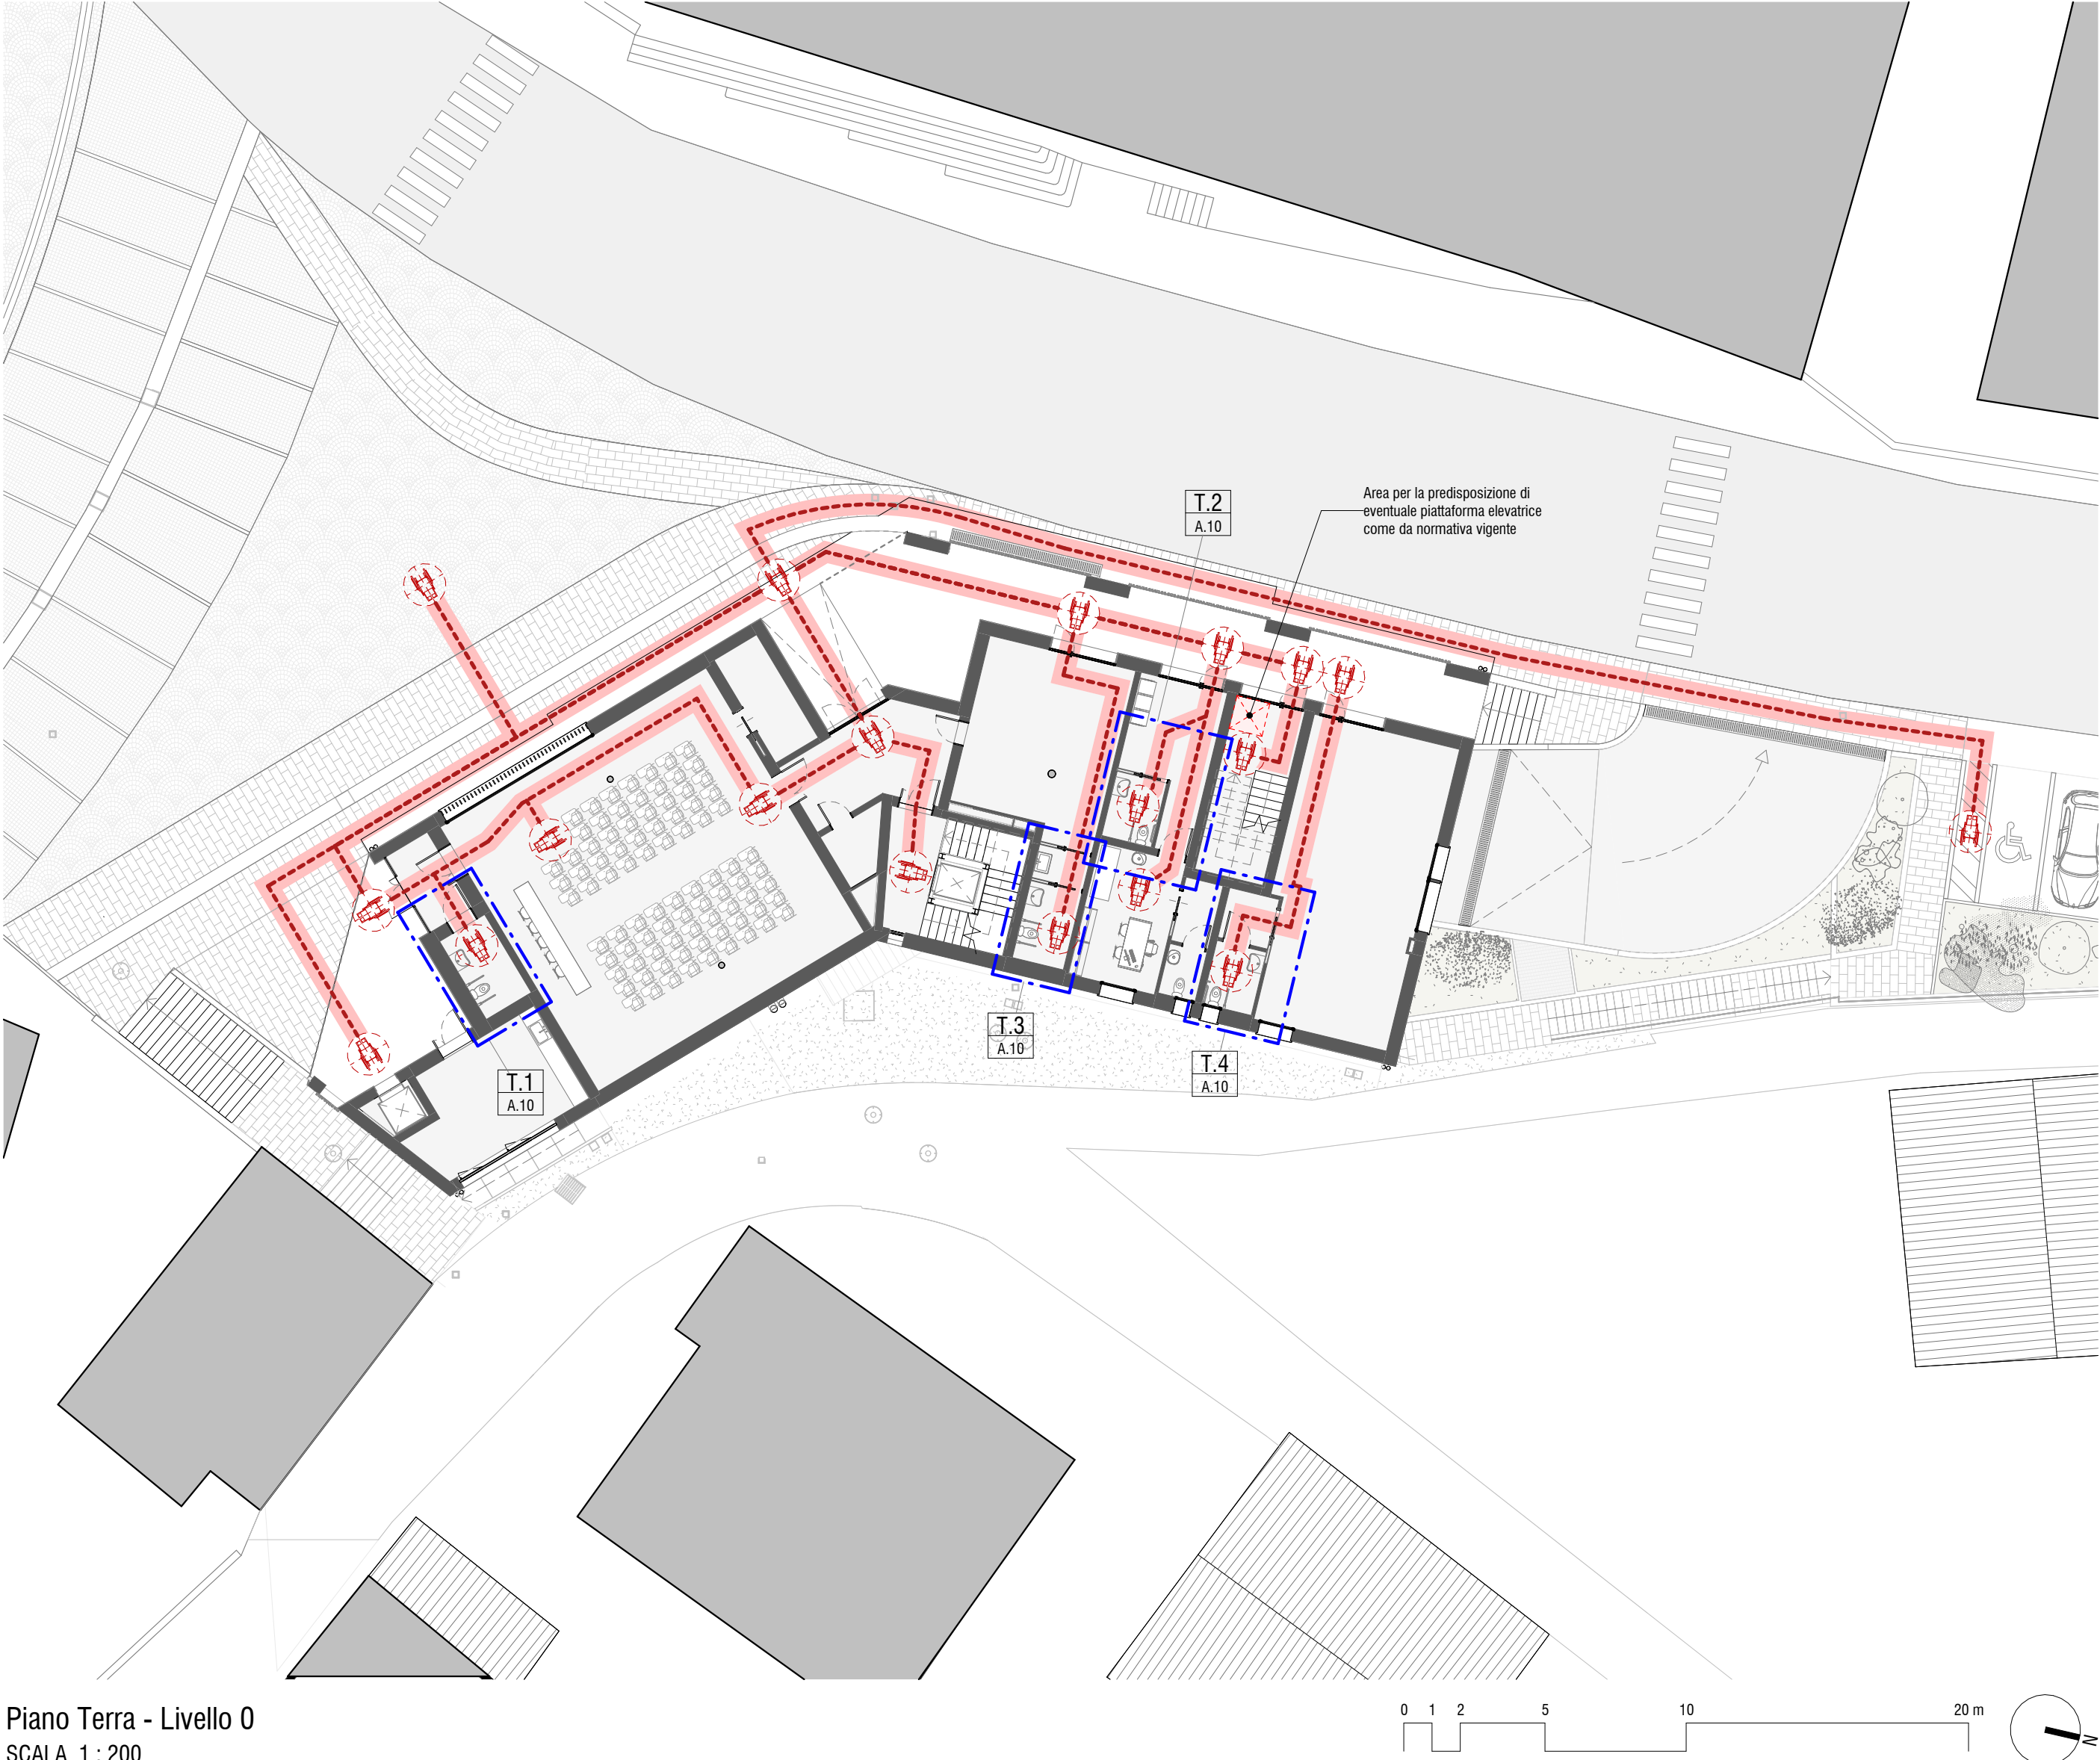 Area per la predisposizione di
eventuale piattaforma elevatrice
come da normativa vigente
T.2
A.10
T.3
A.10
T.4
A.10
T.1
A.10
Piano Terra - Livello 0
SCALA 1 : 200
0 1 2 5 10 20 m
N